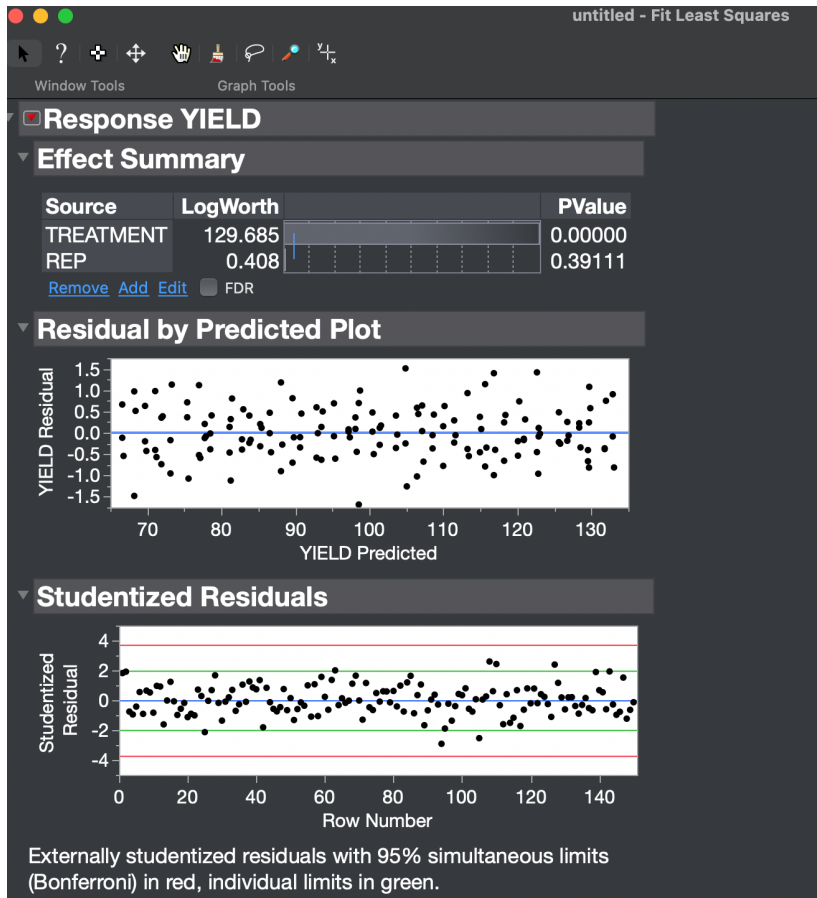 untitled - Fit Least Squares
?
y
x
Window Tools
Graph Tools
Response YIELD
Effect Summary
Source LogWorth PValue
TREATMENT 129.685 0.00000
REP 0.408 0.39111
Remove Add Edit FDR
Residual by Predicted Plot
YIELD Residual
1.5
1.0
0.5
0.0
-0.5
-1.0
-1.5
70 80 90 100 110 120 130
YIELD Predicted
Studentized Residuals
Studentized
Residual
4
2
0
-2
-4
0 20 40 60 80 100 120 140
Row Number
Externally studentized residuals with 95% simultaneous limits
(Bonferroni) in red, individual limits in green.